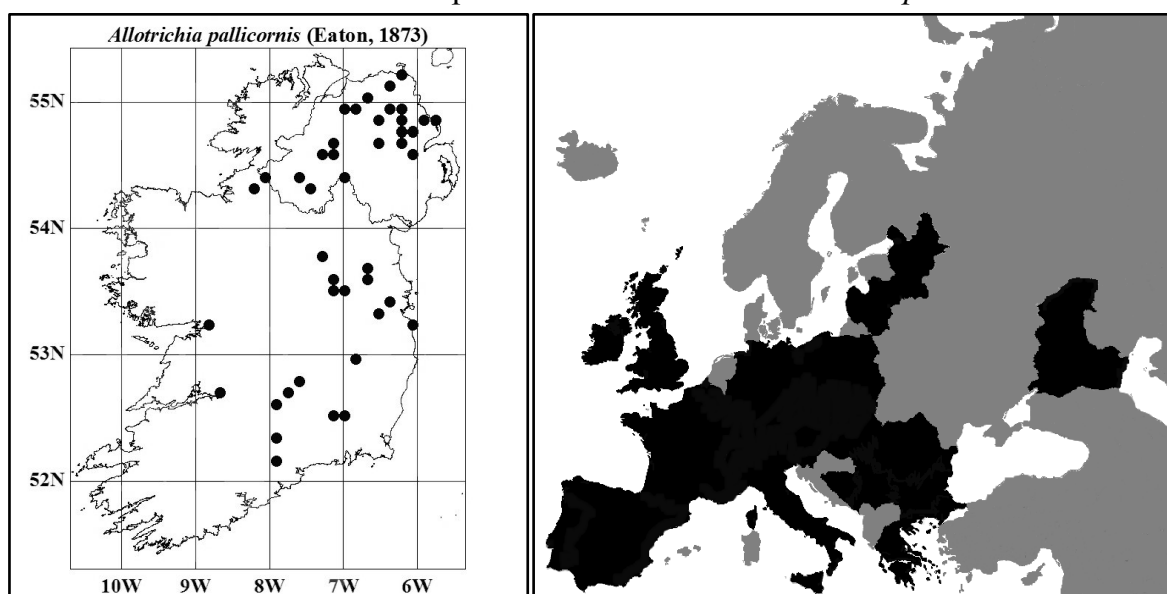 Allotrichia pallicornis (Eaton, 1873)
55N
54N
53N
52N
10W 9W 8W 7W 6W